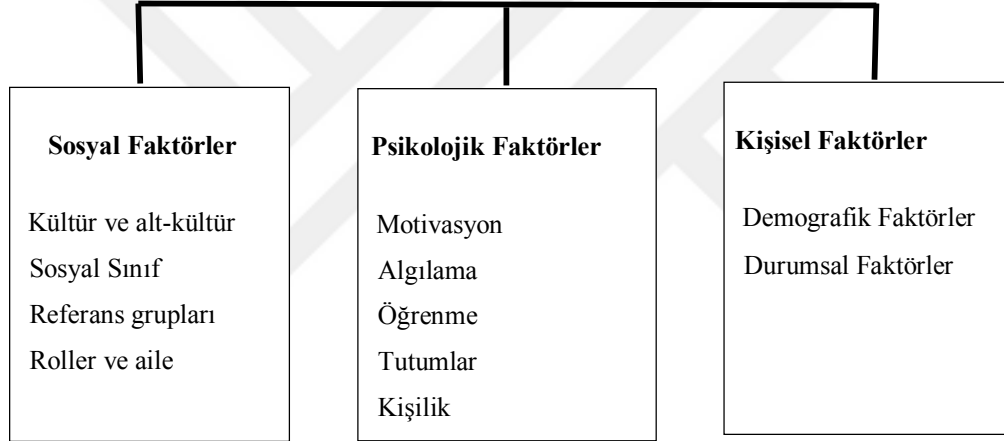 Sosyal Faktörler
Kültür ve alt-kültür
Sosyal Sınıf
Referans grupları
Roller ve aile
Psikolojik Faktörler
Motivasyon
Algılama
Öğrenme
Tutumlar
Kişilik
Kişisel Faktörler
Demografik Faktörler
Durumsal Faktörler